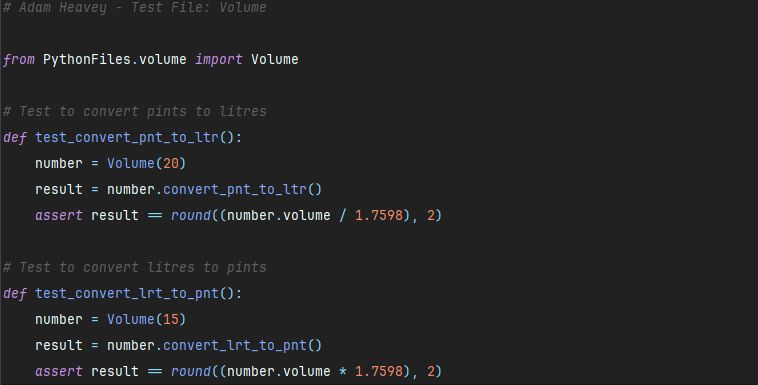 # Adam Heavey - Test File: Volume
from PythonFiles.volume import Volume
# Test to convert pints to litres
def test_convert_pnt_to_ltr():
number = Volume(20)
result = number.convert_pnt_to_ltr()
assert result == round((number.volume / 1.7598), 2)
# Test to convert litres to pints
def test_convert_lrt_to_pnt():
number = Volume(15)
result = number.convert_lrt_to_pnt()
assert result == round((number.volume * 1.7598), 2)